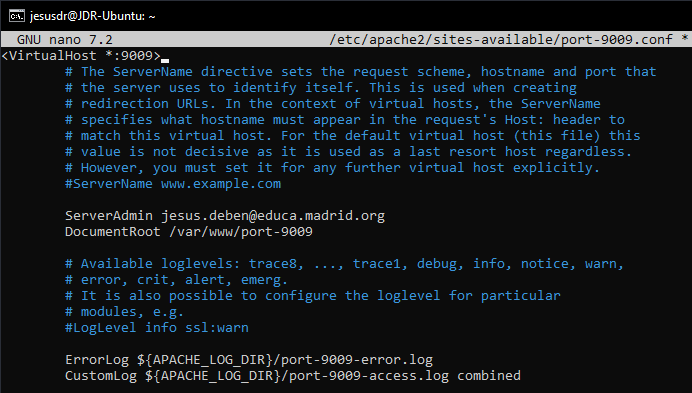 jesusdr@JDR-Ubuntu: ~
GNU nano 7.2 /etc/apache2/sites-available/port-9009.conf *
<VirtualHost *:9009>
# The ServerName directive sets the request scheme, hostname and port that
# the server uses to identify itself. This is used when creating
# redirection URLs. In the context of virtual hosts, the ServerName
# specifies what hostname must appear in the request's Host: header to
# match this virtual host. For the default virtual host (this file) this
# value is not decisive as it is used as a last resort host regardless.
# However, you must set it for any further virtual host explicitly.
#ServerName www.example.com
ServerAdmin jesus.deben@educa.madrid.org
DocumentRoot /var/www/port-9009
# Available loglevels: trace8, ..., trace1, debug, info, notice, warn,
# error, crit, alert, emerg.
# It is also possible to configure the loglevel for particular
# modules, e.g.
#LogLevel info ssl:warn
ErrorLog ${APACHE_LOG_DIR}/port-9009-error.log
CustomLog ${APACHE_LOG_DIR}/port-9009-access.log combined